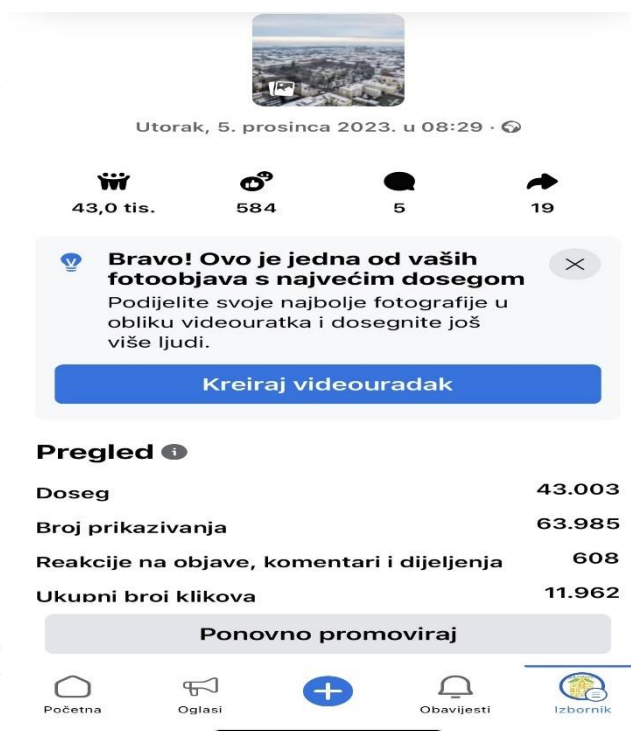 Utorak, 5. prosinca 2023. u 08:29 ·
43,0 tis.
584
5
19
Bravo! Ovo je jedna od vaših
fotoobjava s najvećim dosegom
Podijelite svoje najbolje fotografije u
obliku videouratka i dosegnite još
više ljudi.
Kreiraj videouradak
Pregled
Doseg 43.003
Broj prikazivanja 63.985
Reakcije na objave, komentari i dijeljenja 608
Ukupni broj klikova 11.962
Ponovno promoviraj
Početna
Oglasi
Obavijesti
Izbornik